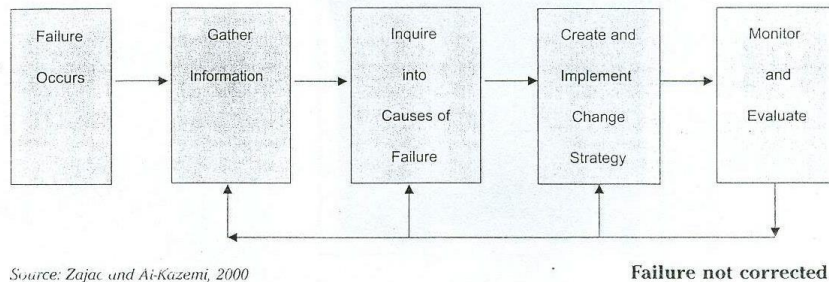 Failure
Occurs
Gather
Information
Inquire
into
Causes of
Failure
Create and
Implement
Change
Strategy
Monitor
and
Evaluate
Source: Zajac and Al-Kazemi, 2000
Failure not corrected